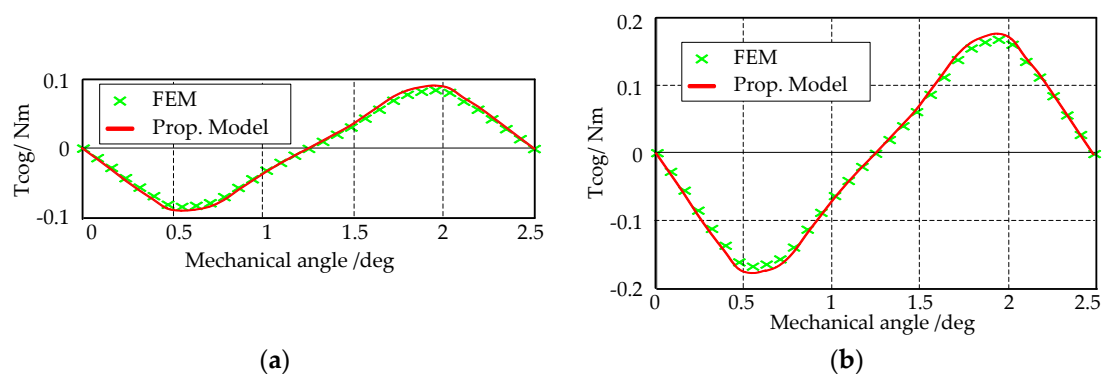 0.1
0
-0.1
Tcog/ Nm
FEM
Prop. Model
0 0.5 1 1.5 2 2.5
Mechanical angle /deg
(a)
0.2
0.1
0
-0.1
-0.2
Tcog/ Nm
FEM
Prop. Model
0 0.5 1 1.5 2 2.5
Mechanical angle /deg
(b)